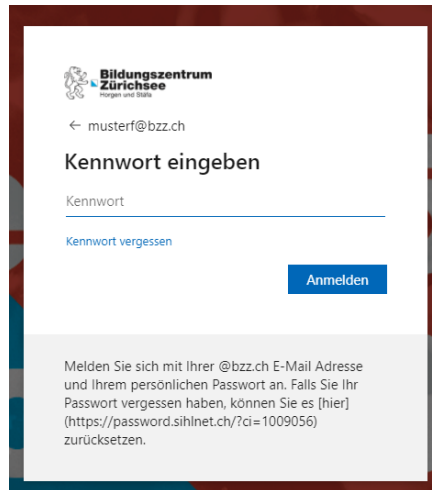 Bildungszentrum
Zürichsee
Horgen und Stäfa
← musterf@bzz.ch
Kennwort eingeben
Kennwort
Kennwort vergessen
Anmelden
Melden Sie sich mit Ihrer @bzz.ch E-Mail Adresse
und Ihrem persönlichen Passwort an. Falls Sie Ihr
Passwort vergessen haben, können Sie es [hier]
(https://password.sihlnet.ch/?ci=1009056)
zurücksetzen.